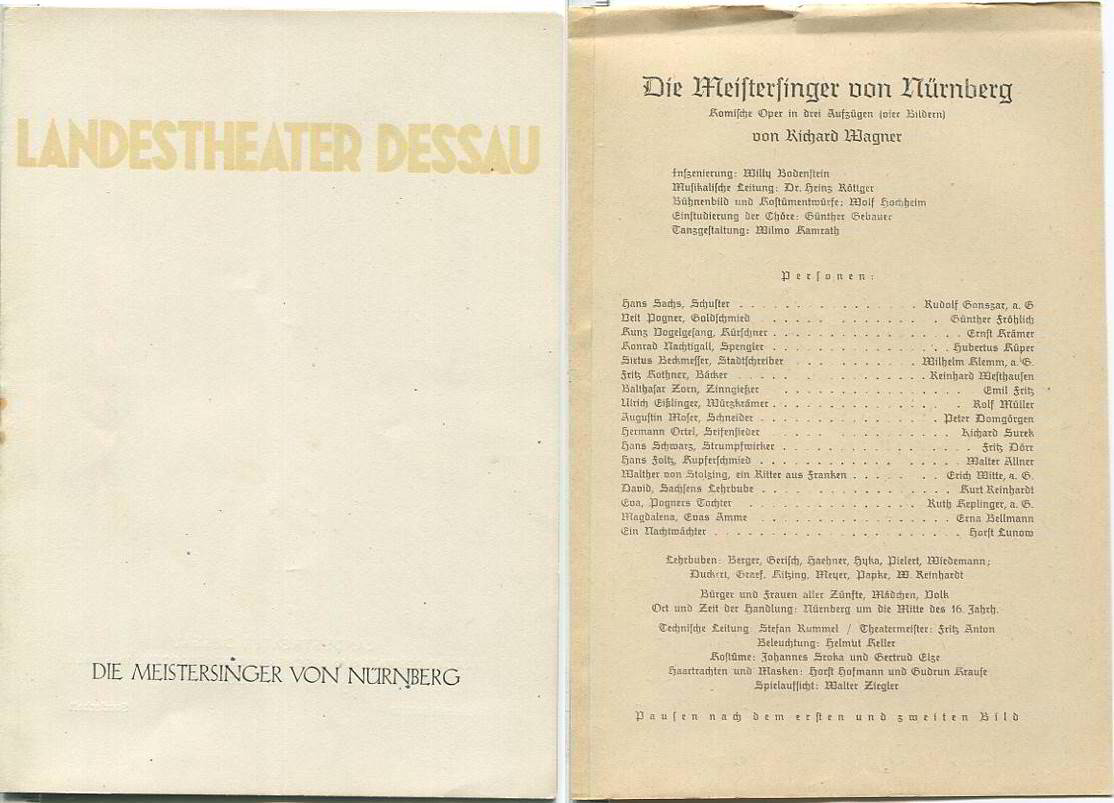 LANDESTHEATER DESSAU
DIE MEISTERSINGER VON NÜRNBERG
Die Meistersinger von Nürnberg
Komische Oper in drei Aufzügen (vier Bildern)
von Richard Wagner
Inszenierung: Willy Bodenstein
Musikalische Leitung: Dr. Heinz Röttger
Bühnenbild und Kostümentwürfe: Wolf Hochheim
Einstudierung der Chöre: Günther Gebauer
Tanzgestaltung: Wilmo Kamrath
Personen:
Hans Sachs, Schuster . . . . . . . . . . . . . . . . Rudolf Gonszar, a. G
Veit Pogner, Goldschmied . . . . . . . . . . . . . . . . Günther Fröhlich
Kunz Vogelgesang, Kürschner . . . . . . . . . . . . . . . . Ernst Krämer
Konrad Nachtigall, Spengler . . . . . . . . . . . . . . . . Hubertus Küper
Sixtus Beckmesser, Stadtschreiber . . . . . . . . . . . . Wilhelm Klemm, a. G.
Fritz Kothner, Bäcker . . . . . . . . . . . . . . . . Reinhard Westhausen
Balthasar Zorn, Zinngießer . . . . . . . . . . . . . . . . Emil Fritz
Ulrich Eißlinger, Würzkrämer . . . . . . . . . . . . . . . . Rolf Müller
Augustin Moser, Schneider . . . . . . . . . . . . . . . . Peter Domgörgen
Hermann Ortel, Seifensieder . . . . . . . . . . . . . . . . Richard Surek
Hans Schwarz, Strumpfwirker . . . . . . . . . . . . . . . . Fritz Dörr
Hans Foltz, Kupferschmied . . . . . . . . . . . . . . . . Walter Allner
Walther von Stolzing, ein Ritter aus Franken . . . . . . . Erich Witte, a. G.
David, Sachsens Lehrbube . . . . . . . . . . . . . . . . Kurt Reinhardt
Eva, Pogners Tochter . . . . . . . . . . . . . . . . Ruth Keplinger, a. G.
Magdalena, Evas Amme . . . . . . . . . . . . . . . . Erna Bellmann
Ein Nachtwächter . . . . . . . . . . . . . . . . Horst Lunow
Lehrbuben: Berger, Gerisch, Haehner, Hyka, Pielert, Wiedemann;
Duckert, Graef, Kitzing, Meyer, Papke, W. Reinhardt
Bürger und Frauen aller Zünfte, Mädchen, Volk
Ort und Zeit der Handlung: Nürnberg um die Mitte des 16. Jahrh.
Technische Leitung: Stefan Rummel / Theatermeister: Fritz Anton
Beleuchtung: Helmut Keller
Kostüme: Johannes Sroka und Gertrud Elze
Haartrachten und Masken: Horst Hofmann und Gudrun Krause
Spielaufsicht: Walter Ziegler
Pausen nach dem ersten und zweiten Bild